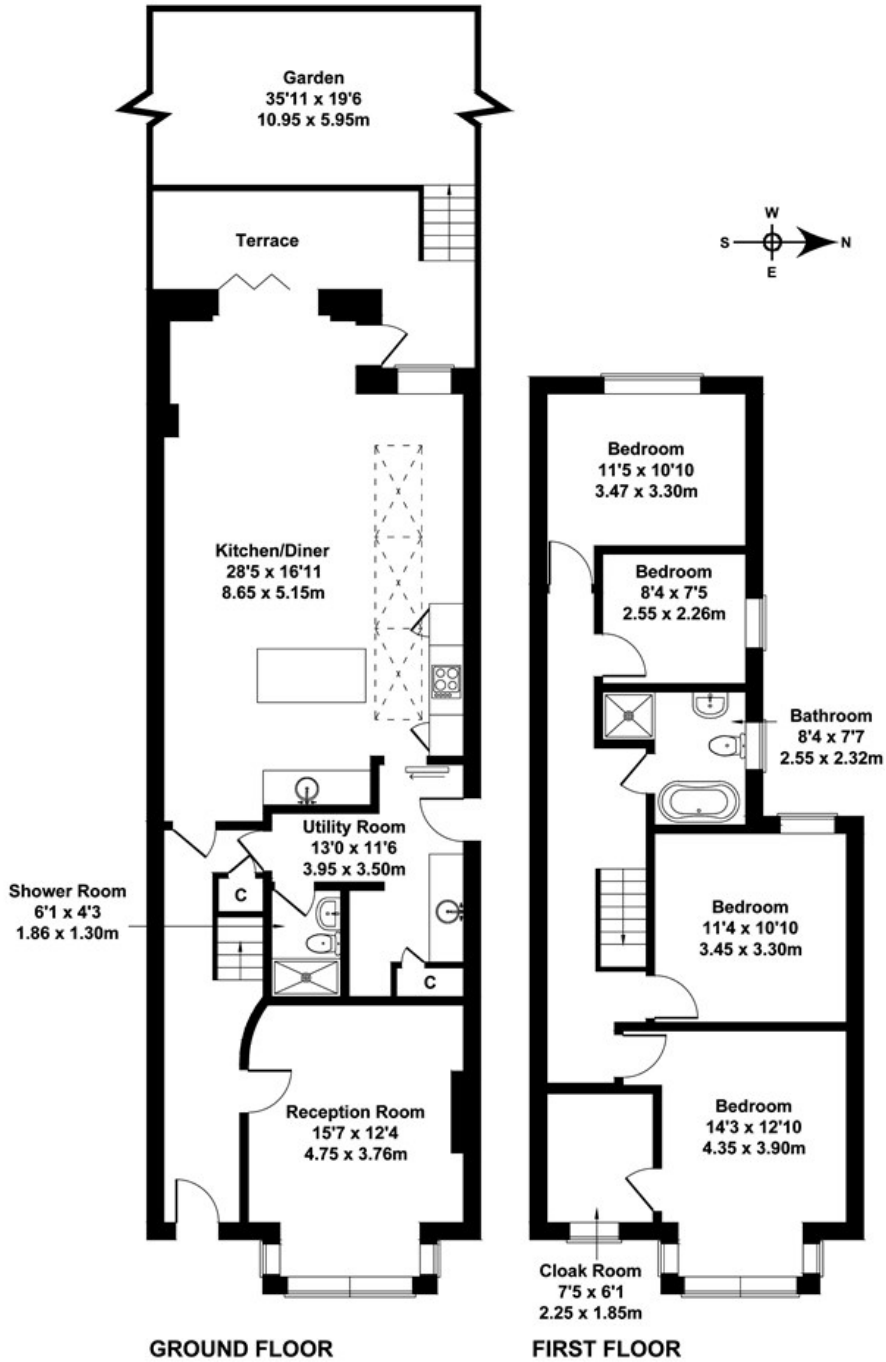 Garden
35'11 x 19'6
10.95 x 5.95m
Terrace
W
S
N
E
Kitchen/Diner
28'5 x 16'11
8.65 x 5.15m
Utility Room
13'0 x 11'6
3.95 x 3.50m
Shower Room
6'1 x 4'3
1.86 x 1.30m
C
C
Reception Room
15'7 x 12'4
4.75 x 3.76m
GROUND FLOOR
Bedroom
11'5 x 10'10
3.47 x 3.30m
Bedroom
8'4 x 7'5
2.55 x 2.26m
Bathroom
8'4 x 7'7
2.55 x 2.32m
Bedroom
11'4 x 10'10
3.45 x 3.30m
Bedroom
14'3 x 12'10
4.35 x 3.90m
Cloak Room
7'5 x 6'1
2.25 x 1.85m
FIRST FLOOR